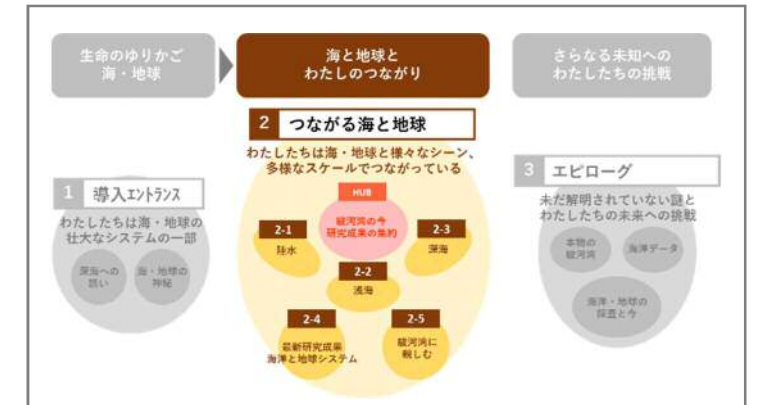 生命のゆりかご
海・地球
海と地球と
わたしのつながり
さらなる未知への
わたしたちの挑戦
2 つながる海と地球
わたしたちは海・地球と様々なシーン、
多様なスケールでつながっている
1 導入エントランス
わたしたちは海・地球の
壮大なシステムの一部
深海への
誘い
海・地球の
神秘
HUB
駿河湾の今
研究成果の集約
2-1
陸水
2-3
深海
2-2
浅海
2-4
最新研究成果
海洋と地球システム
2-5
駿河湾に
親しむ
3 エピローグ
未だ解明されていない謎と
わたしたちの未来への挑戦
本物の
駿河湾
海洋データ
海洋・地球の
探査と今